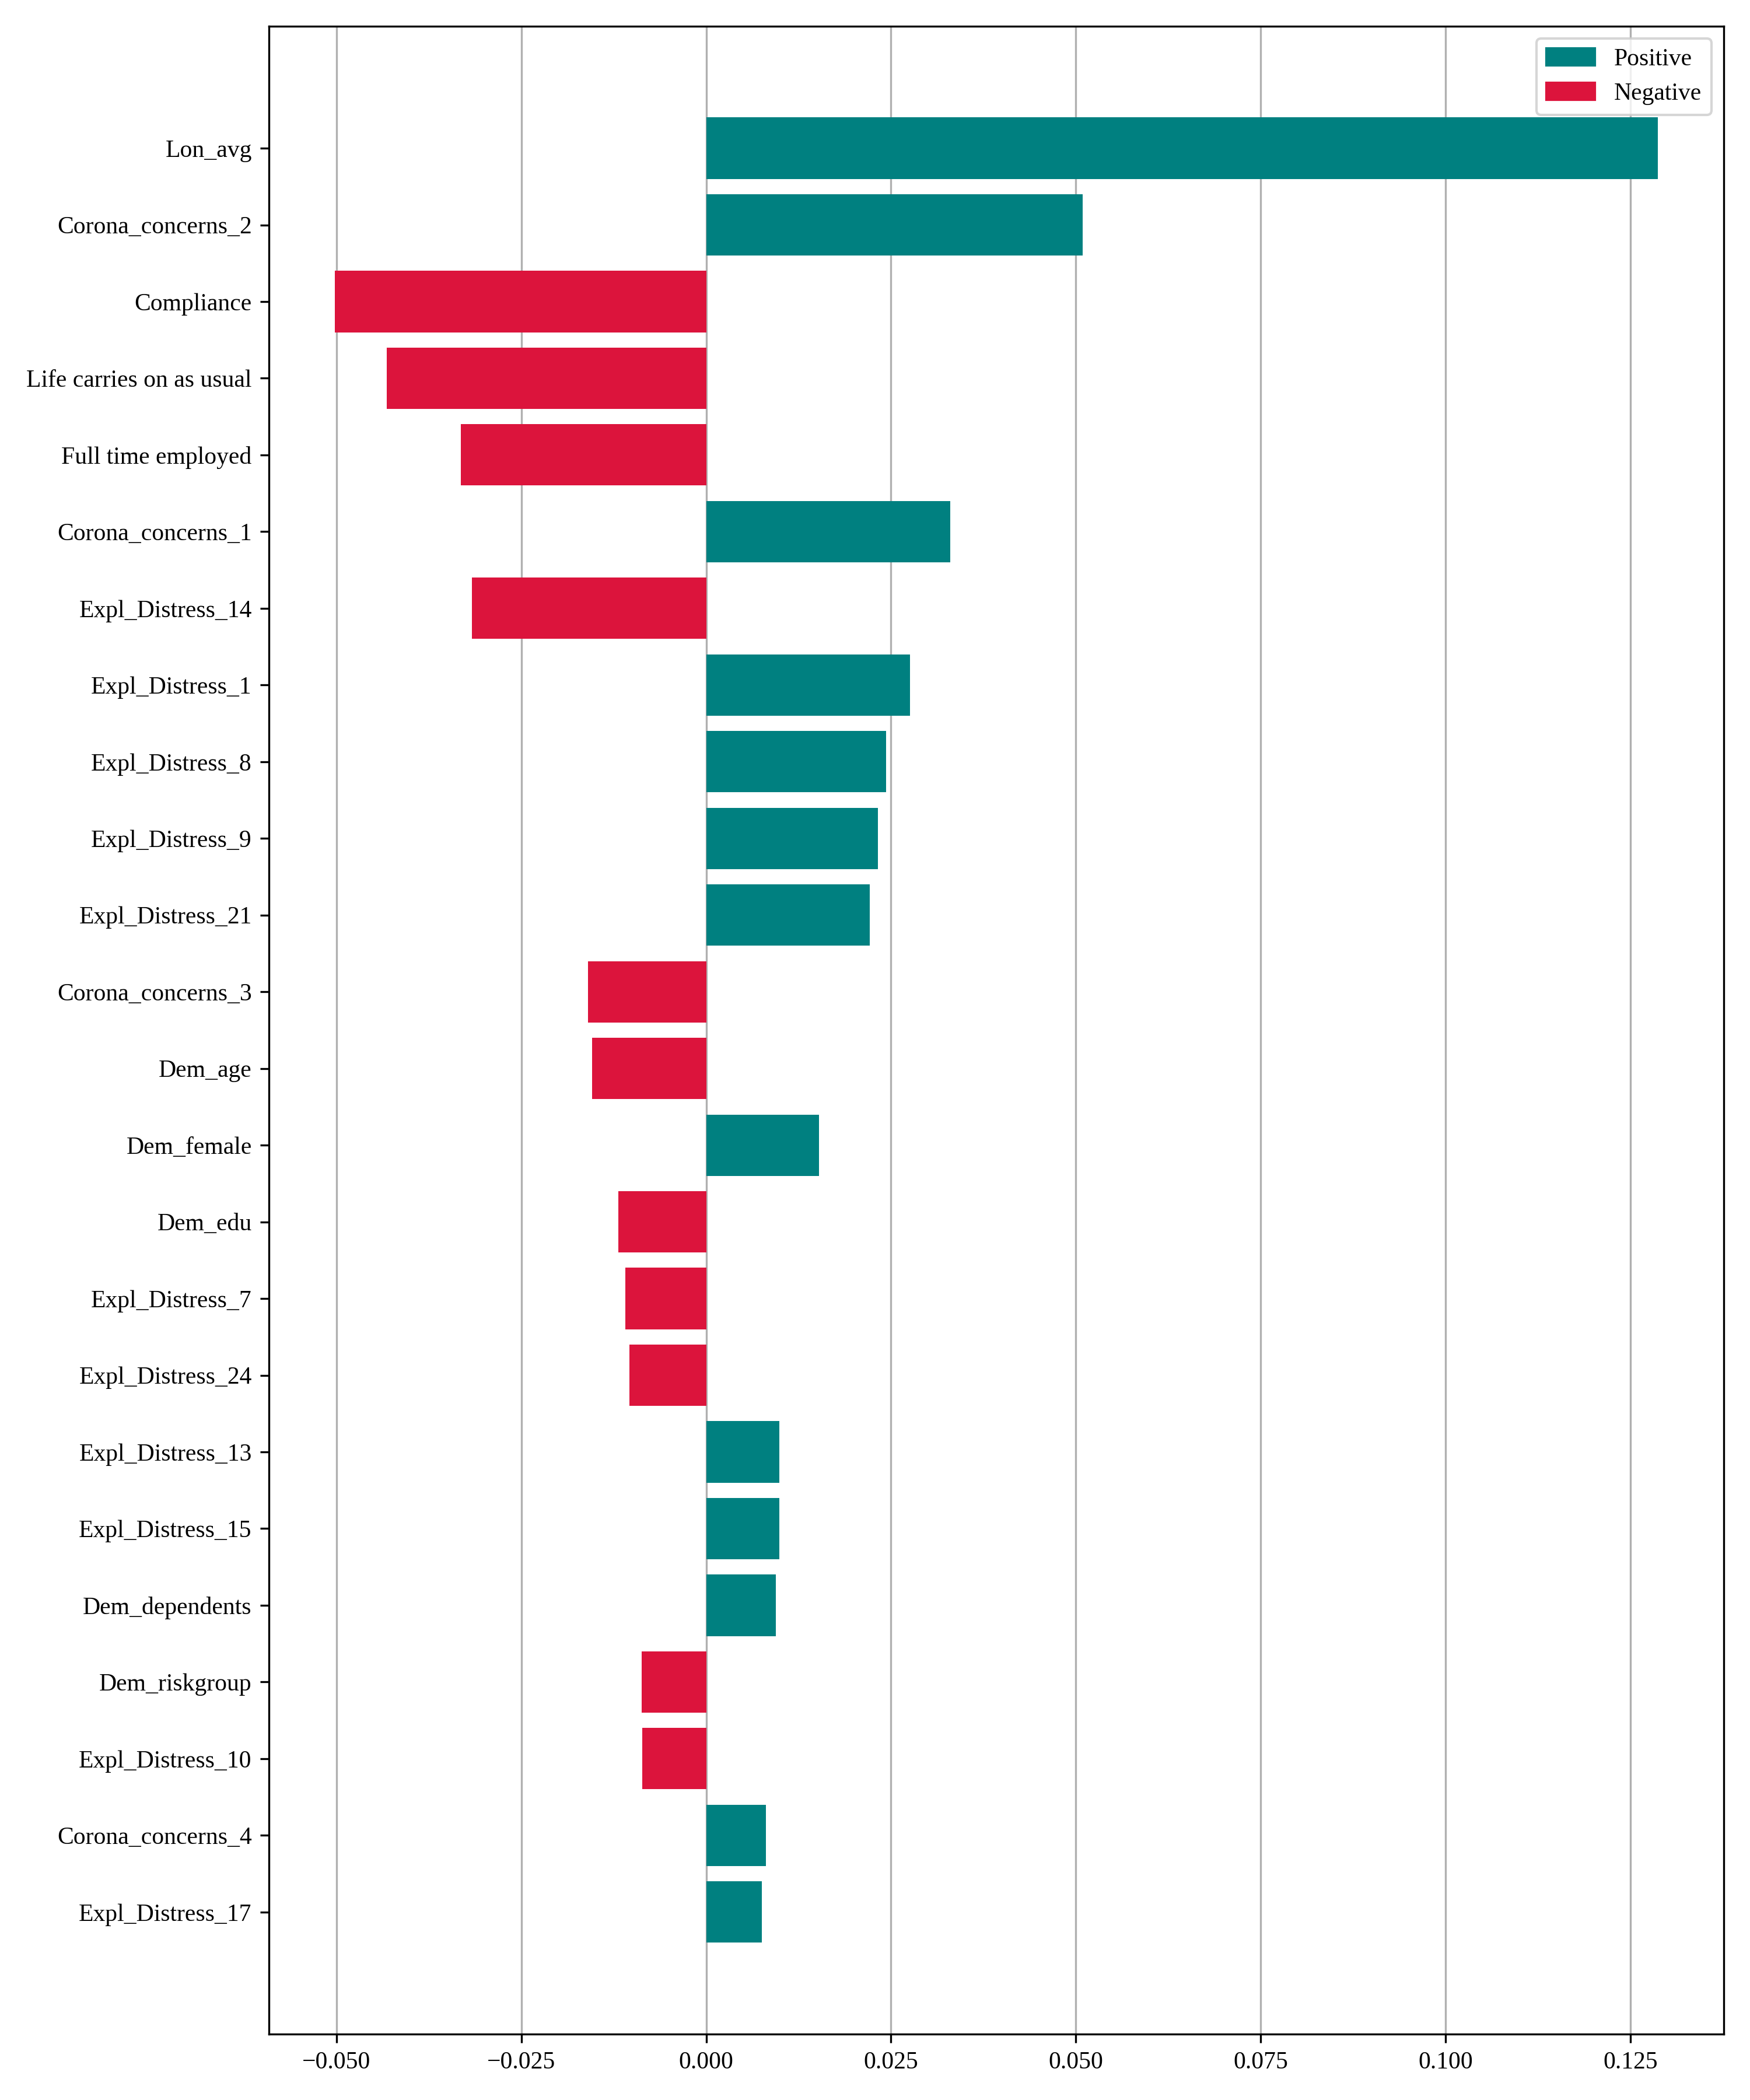 Positive
Negative
Lon_avg
Corona_concerns_2
Compliance
Life carries on as usual
Full time employed
Corona_concerns_1
Expl_Distress_14
Expl_Distress_1
Expl_Distress_8
Expl_Distress_9
Expl_Distress_21
Corona_concerns_3
Dem_age
Dem_female
Dem_edu
Expl_Distress_7
Expl_Distress_24
Expl_Distress_13
Expl_Distress_15
Dem_dependents
Dem_riskgroup
Expl_Distress_10
Corona_concerns_4
Expl_Distress_17
−0.050 −0.025 0.000 0.025 0.050 0.075 0.100 0.125